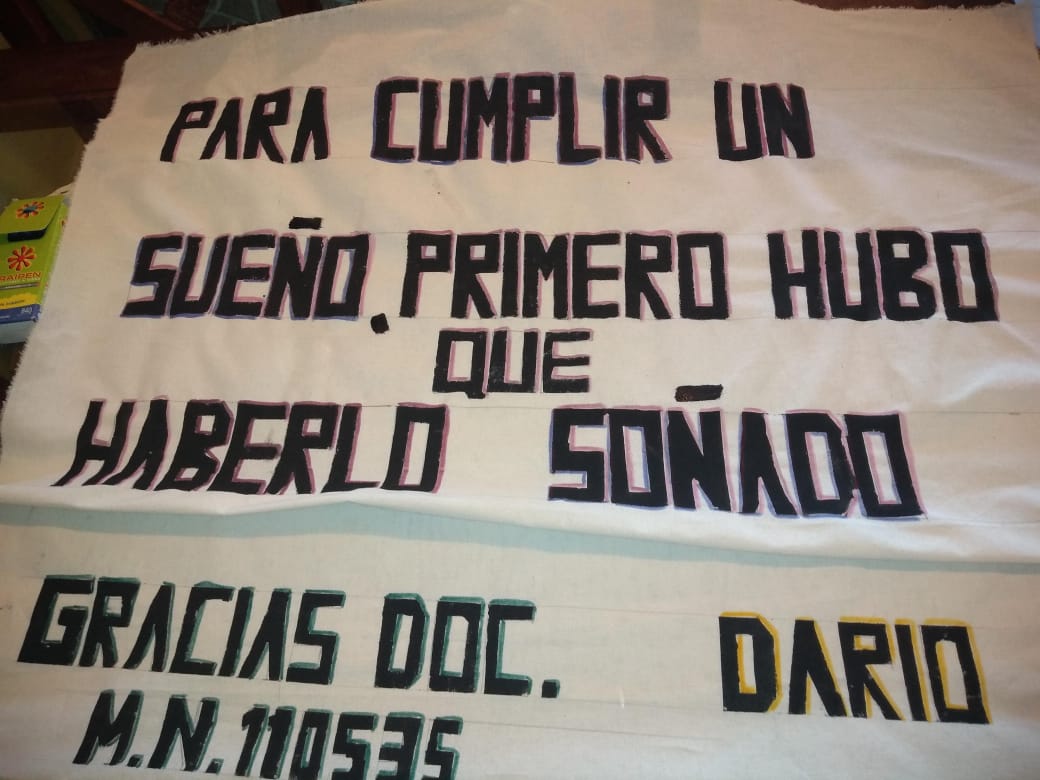 PARA CUMPLIR UN
SUEÑO. PRIMERO HUBO
QUE
HABERLO SOÑADO
GRACIAS DOC. DARIO
M.N. 110535